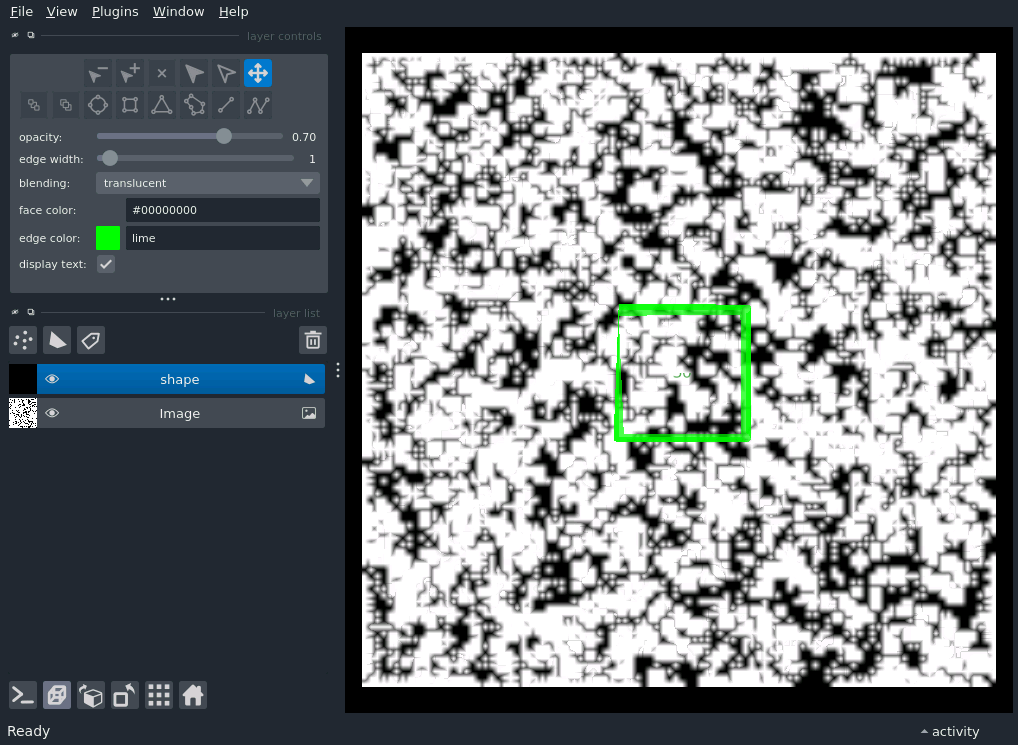 File View Plugins Window Help
layer controls
opacity: 0.70
edge width: 1
blending: translucent
face color: #00000000
edge color: lime
display text:
layer list
shape
Image
Ready
activity